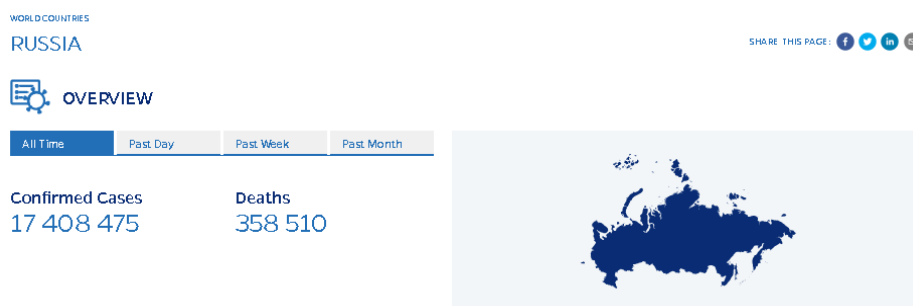 WORLD COUNTRIES
RUSSIA
SHARE THIS PAGE:
OVERVIEW
All Time
Past Day
Past Week
Past Month
Confirmed Cases
Deaths
17 408 475
358 510